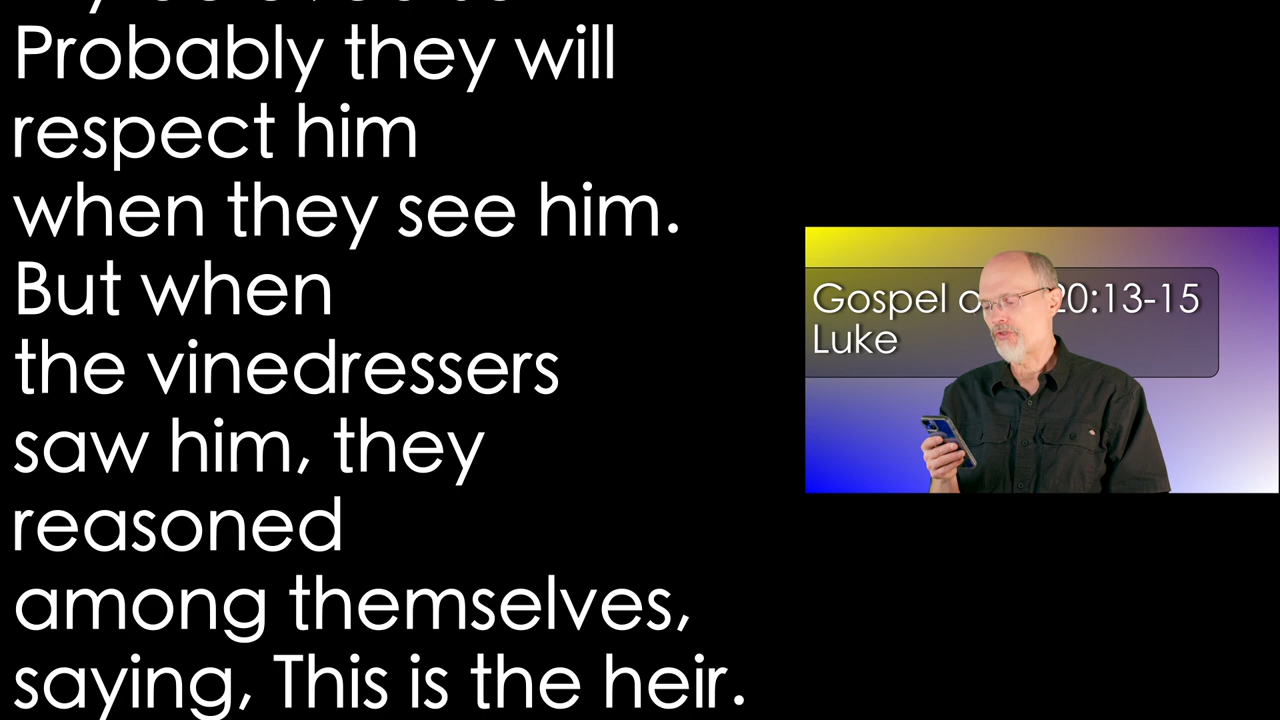 Probably they will
respect him
when they see him.
But when
the vinedressers
saw him, they
reasoned
among themselves,
saying, This is the heir.
Gospel 20:13-15
Luke